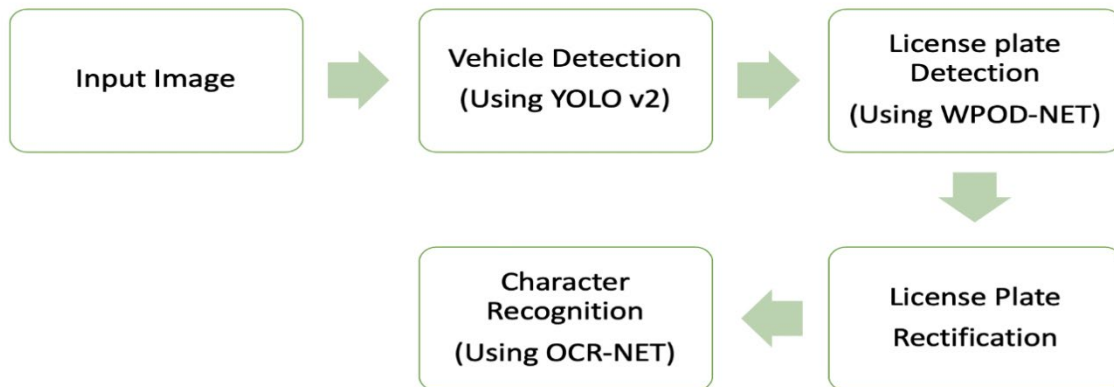 Input Image
Vehicle Detection
(Using YOLO v2)
License plate
Detection
(Using WPOD-NET)
License Plate
Rectification
Character
Recognition
(Using OCR-NET)